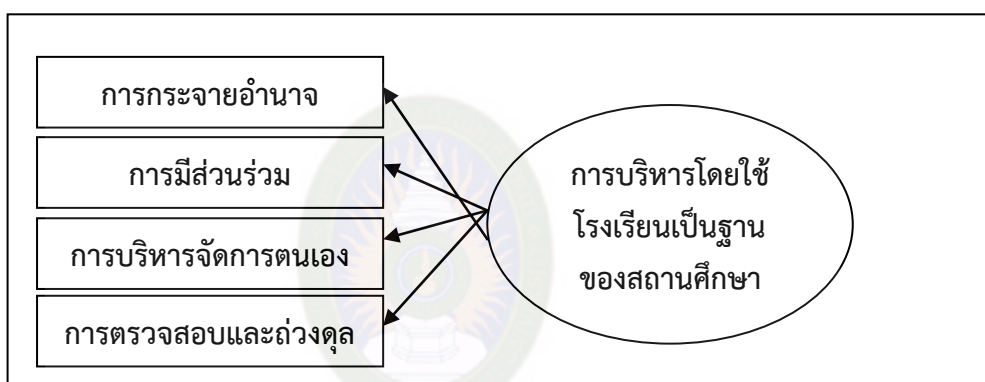 การกระจายอำนาจ
การมีส่วนร่วม
การบริหารจัดการตนเอง
การตรวจสอบและถ่วงดุล
การบริหารโดยใช้
โรงเรียนเป็นฐาน
ของสถานศึกษา